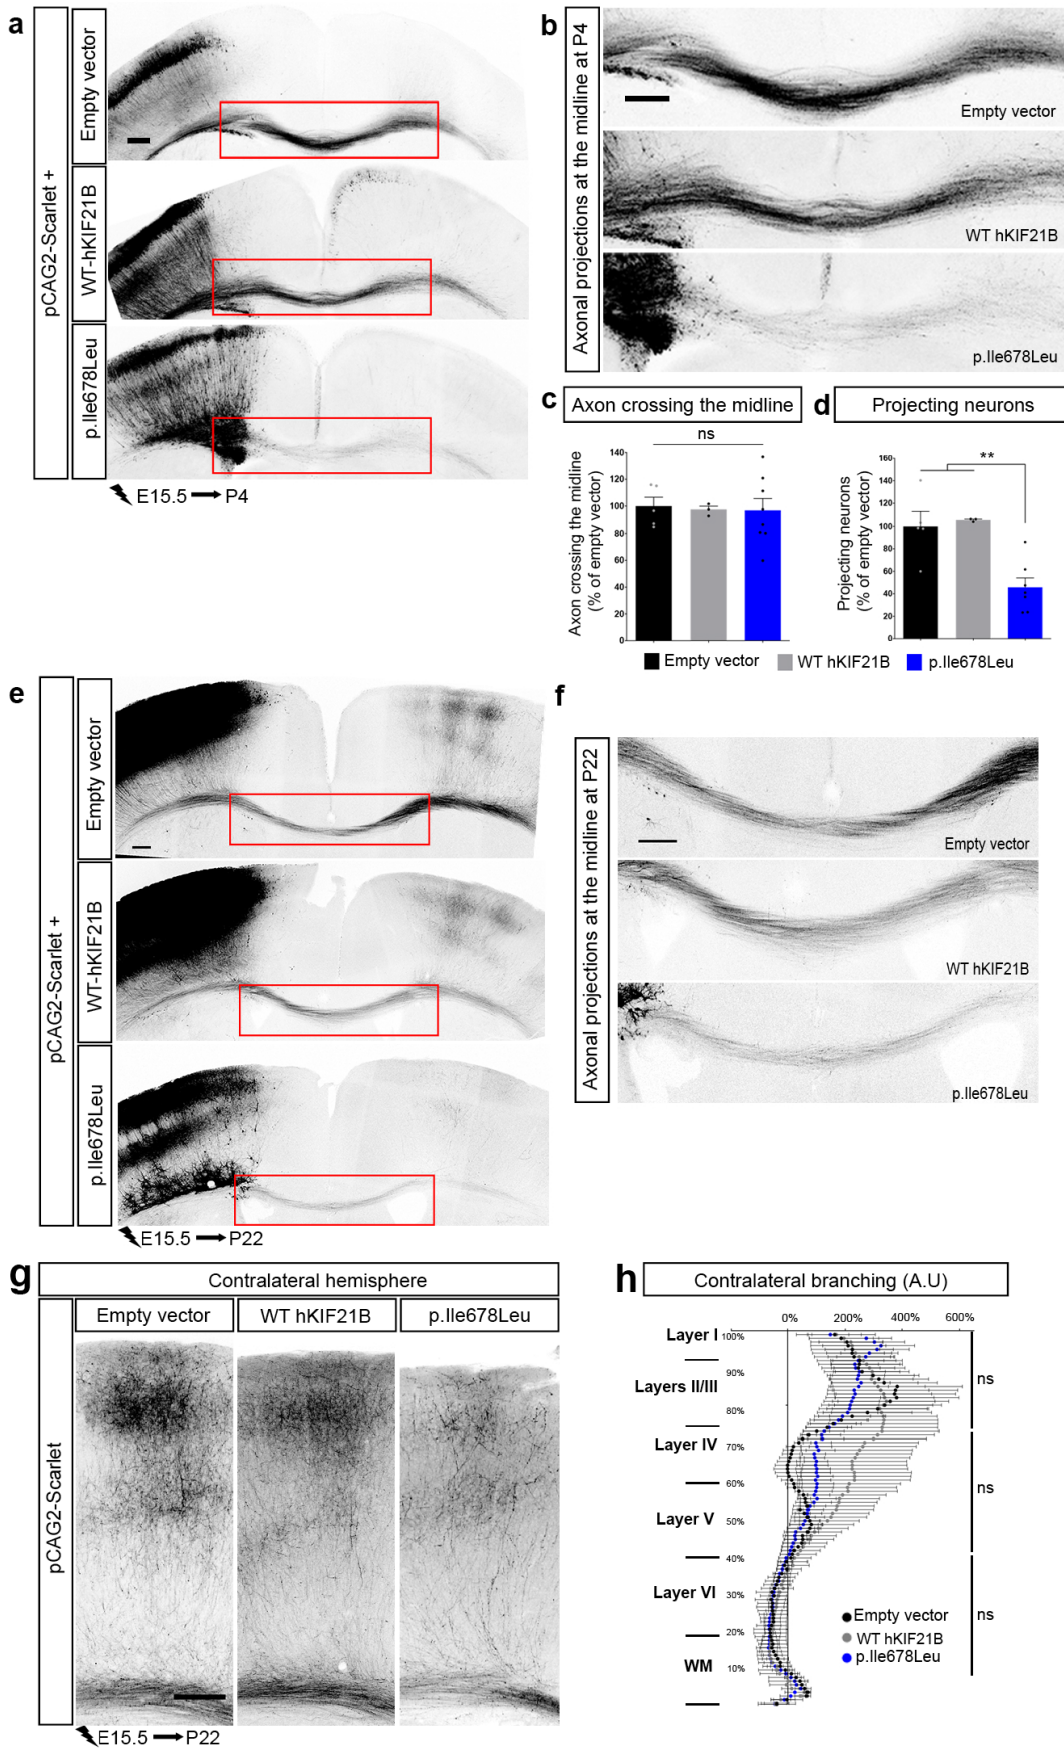 a
pCAG2-Scarlet +
Empty vector
WT-hKIF21B
p.Ile678Leu
E15.5
P4
b
Axonal projections at the midline at P4
Empty vector
WT hKIF21B
p.Ile678Leu
c
Axon crossing the midline
ns
Axon crossing the midline
(% of empty vector)
140
120
100
80
60
40
20
0
d
Projecting neurons
**
Projecting neurons
(% of empty vector)
160
140
120
100
80
60
40
20
0
Empty vector
WT hKIF21B
p.Ile678Leu
e
pCAG2-Scarlet +
Empty vector
WT-hKIF21B
p.Ile678Leu
E15.5
P22
f
Axonal projections at the midline at P22
Empty vector
WT hKIF21B
p.Ile678Leu
g
Contralateral hemisphere
Empty vector
WT hKIF21B
p.Ile678Leu
pCAG2-Scarlet
E15.5
P22
h
Contralateral branching (A.U)
0%
200%
400%
600%
Layer I
100%
90%
Layers II/III
80%
ns
Layer IV
70%
60%
ns
Layer V
50%
40%
Layer VI
30%
20%
ns
WM
10%
Empty vector
WT hKIF21B
p.Ile678Leu